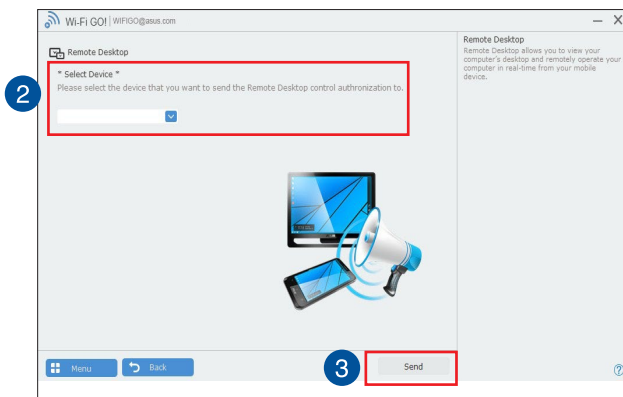 Wi-Fi GO! | WIFIGO@asus.com
Remote Desktop
* Select Device *
Please select the device that you want to send the Remote Desktop control authronization to.
2
Remote Desktop
Remote Desktop allows you to view your
computer's desktop and remotely operate your
computer in real-time from your mobile
device.
Menu
Back
3
Send
?